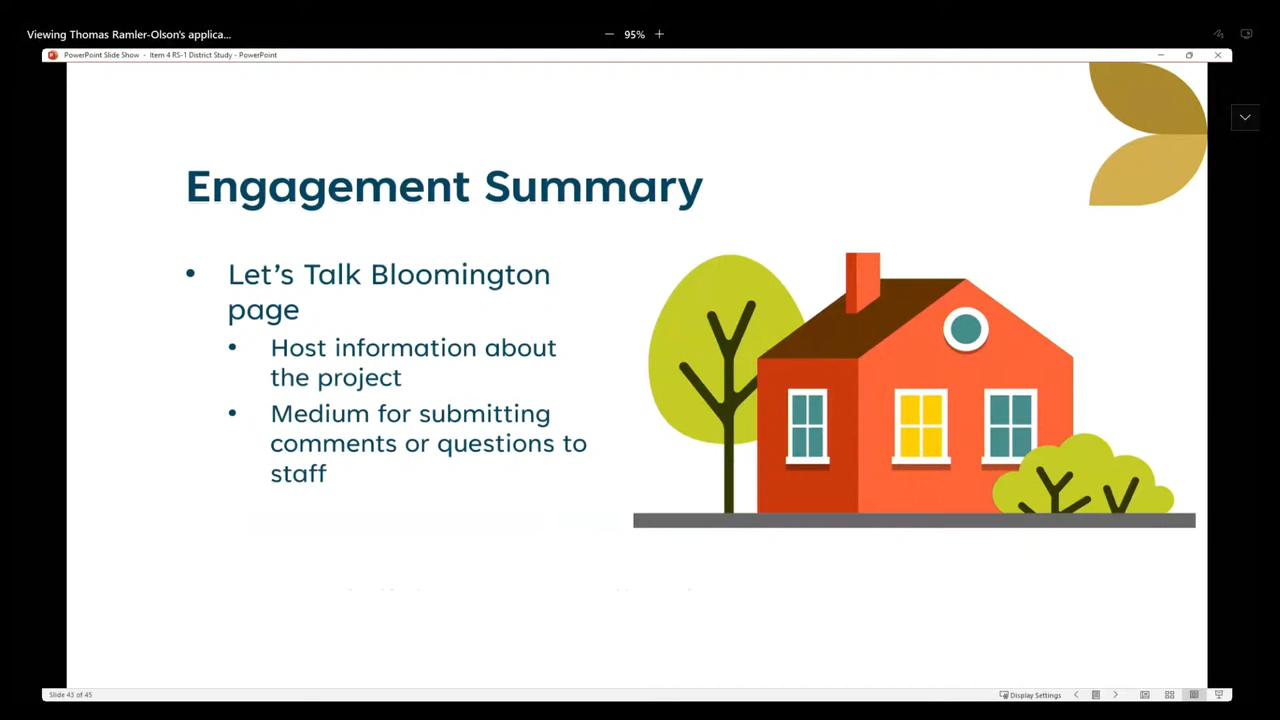 Viewing Thomas Ramler-Olson's applica...
95%
PowerPoint Slide Show - Item 4 RS-1 District Study - PowerPoint
Engagement Summary
• Let's Talk Bloomington
page
• Host information about
the project
• Medium for submitting
comments or questions to
staff
Slide 43 of 45
Display Settings